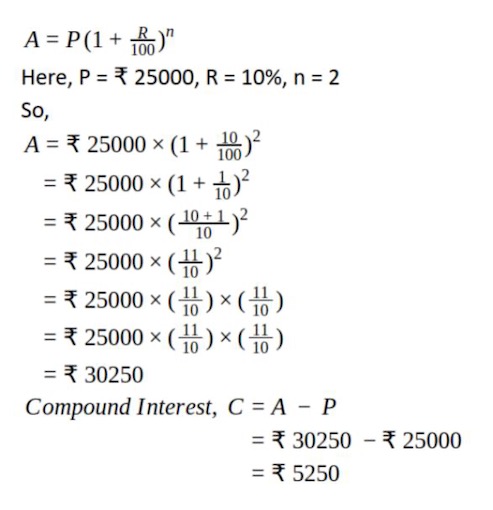 A = P(1 + R/100)ⁿ
Here, P = ₹ 25000, R = 10%, n = 2
So,
A = ₹ 25000 × (1 + 10/100)²
= ₹ 25000 × (1 + 1/10)²
= ₹ 25000 × (10 + 1/10)²
= ₹ 25000 × (11/10)²
= ₹ 25000 × (11/10) × (11/10)
= ₹ 25000 × (11/10) × (11/10)
= ₹ 30250
Compound Interest, C = A − P
= ₹ 30250 − ₹ 25000
= ₹ 5250